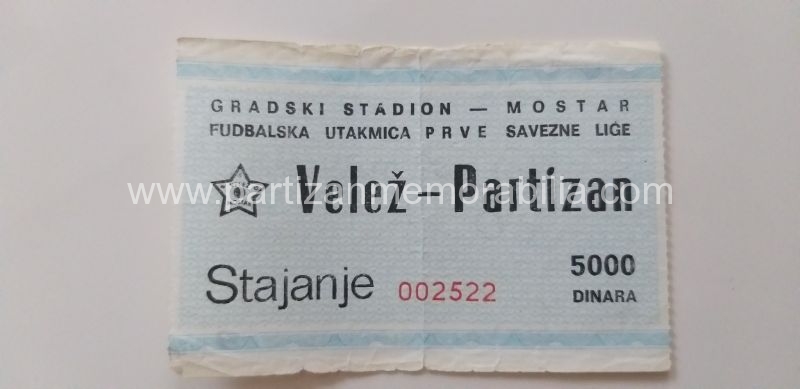 GRADSKI STADION — MOSTAR
FUDBALSKA UTAKMICA PRVE SAVEZNE LIGE
Velež–Partizan
www.partizanmemorabilia.com
Stajanje 002522
5000
DINARA